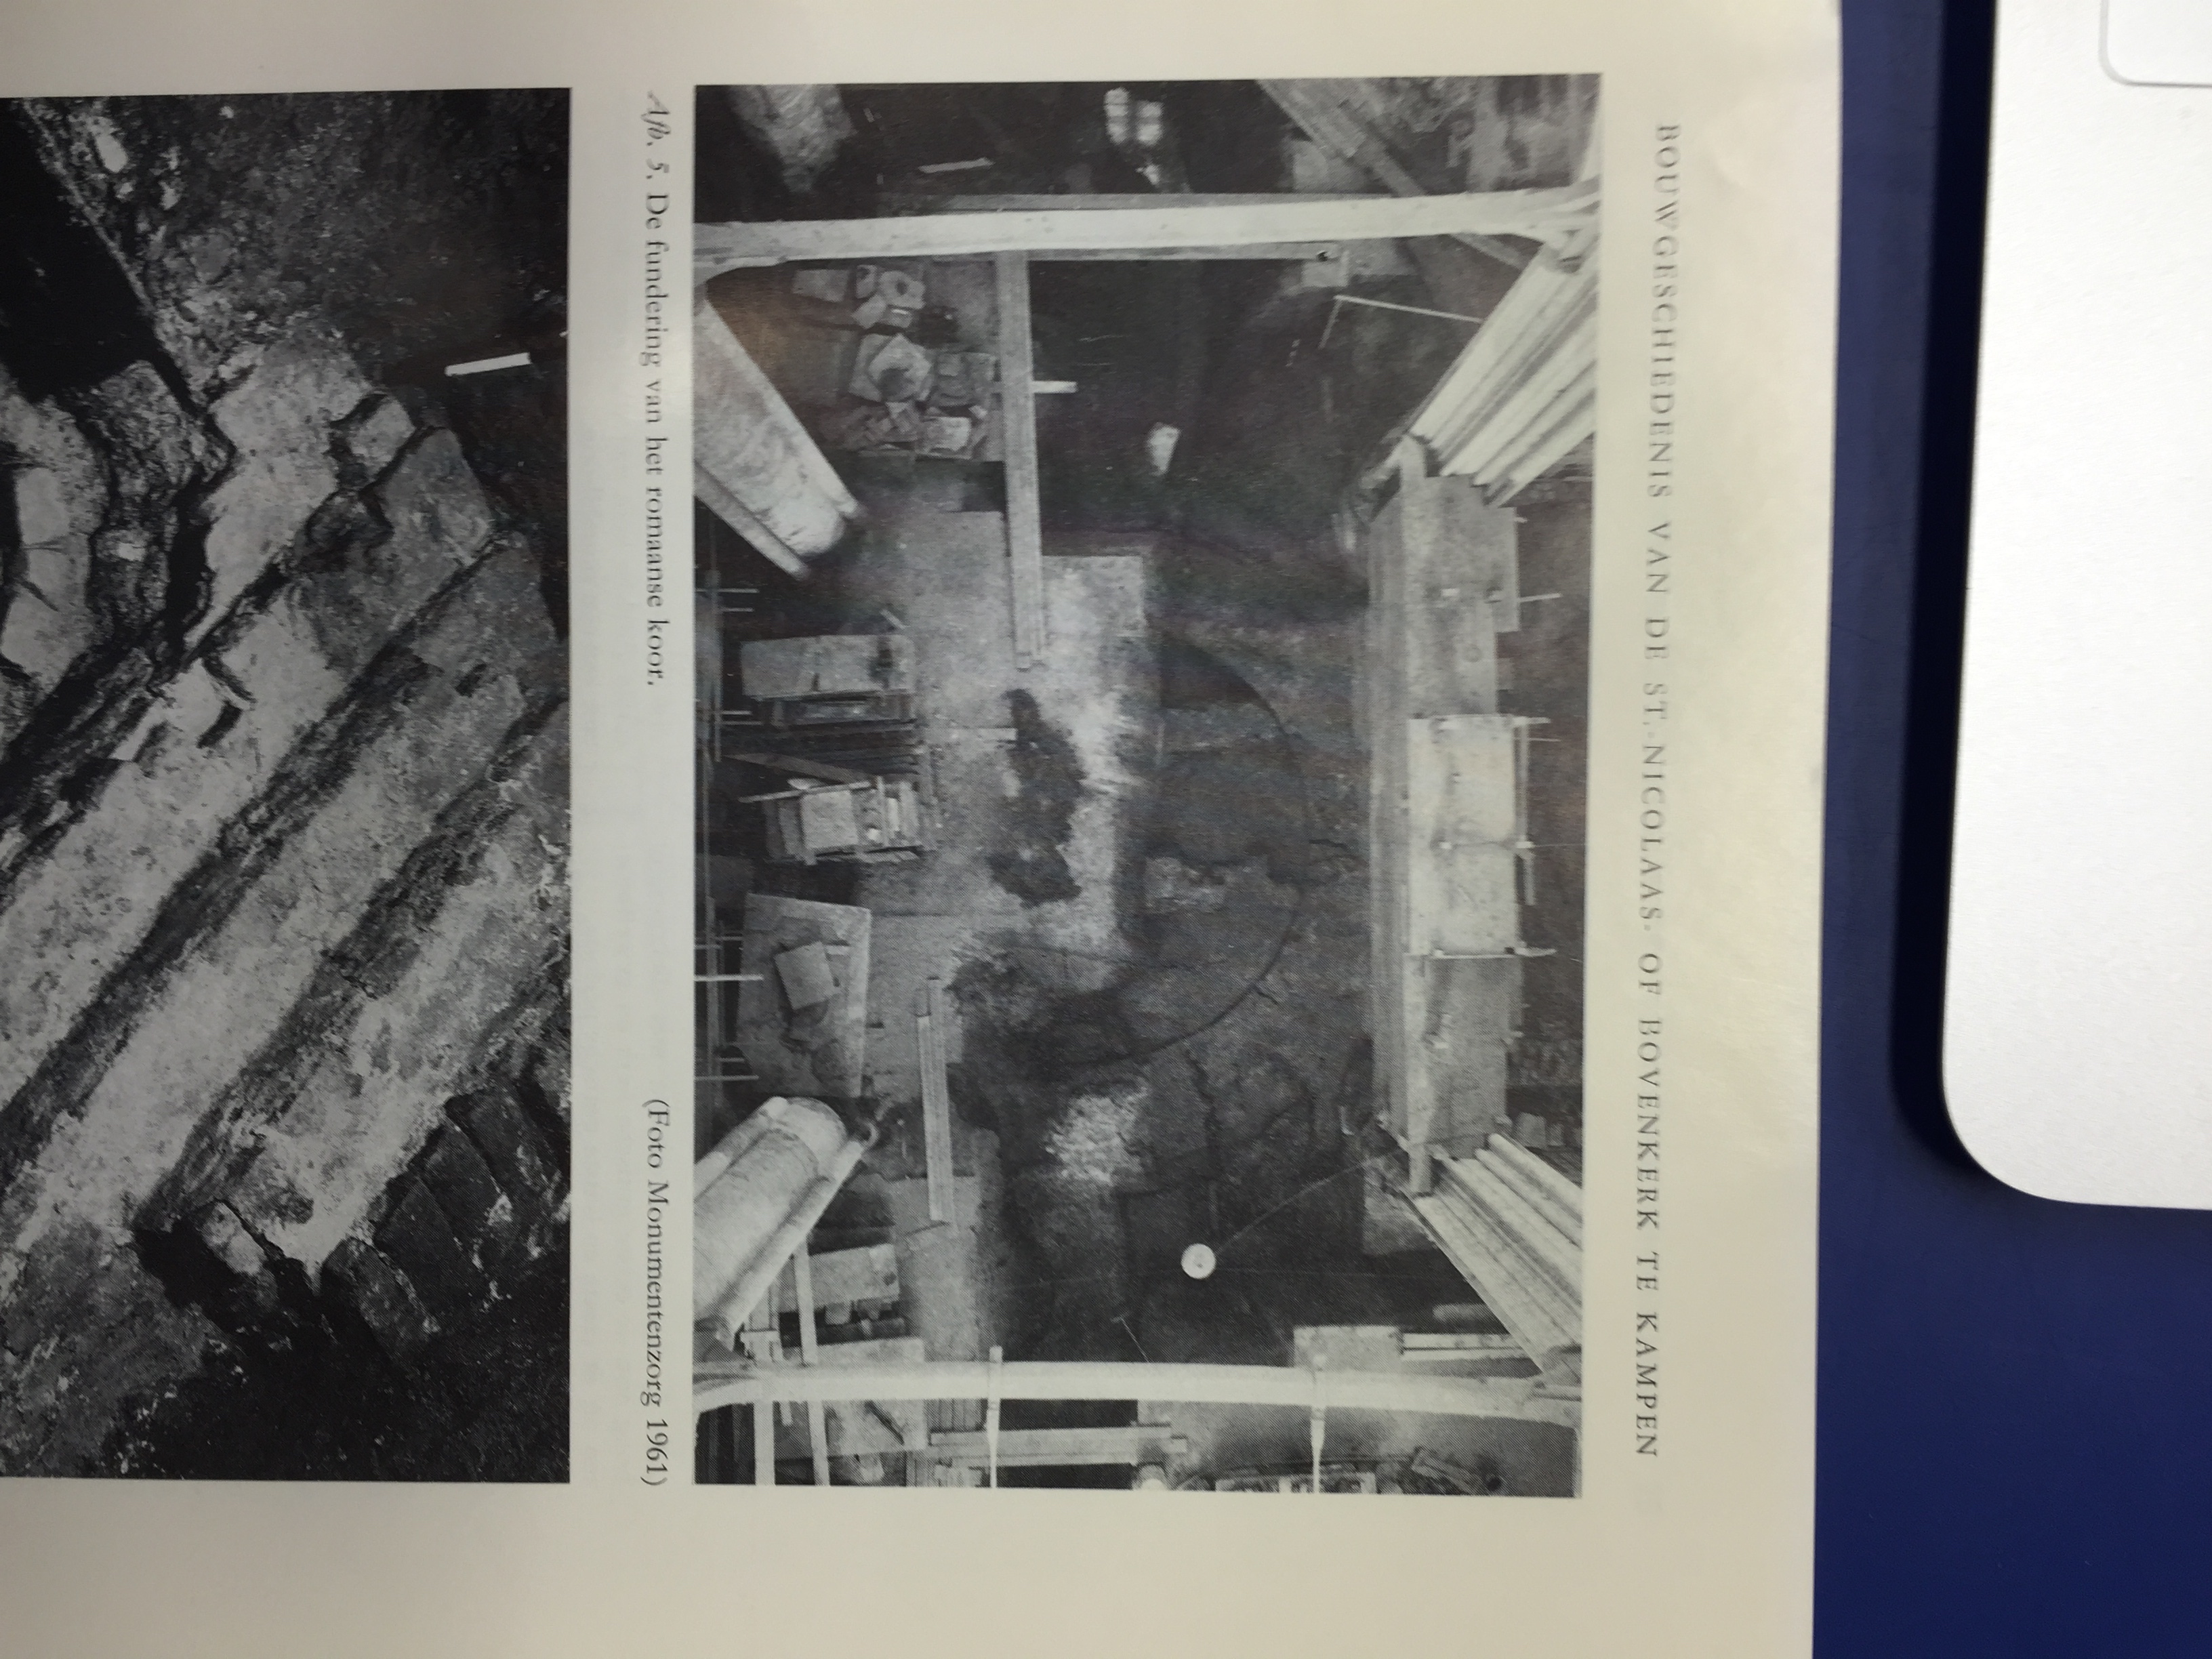 BOUWGESCHIEDENIS VAN DE ST.-NICOLAAS- OF BOVENKERK TE KAMPEN
Afb. 5. De fundering van het romaanse koor. (Foto Monumentenzorg 1961)